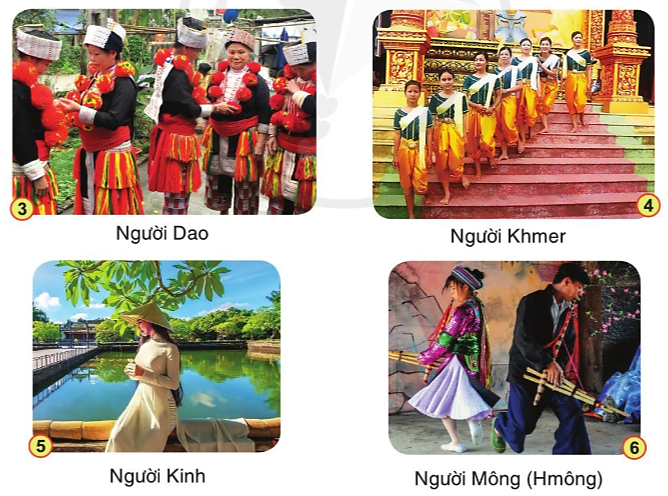 3
4
Người Dao
Người Khmer
5
6
Người Kinh
Người Mông (Hmông)